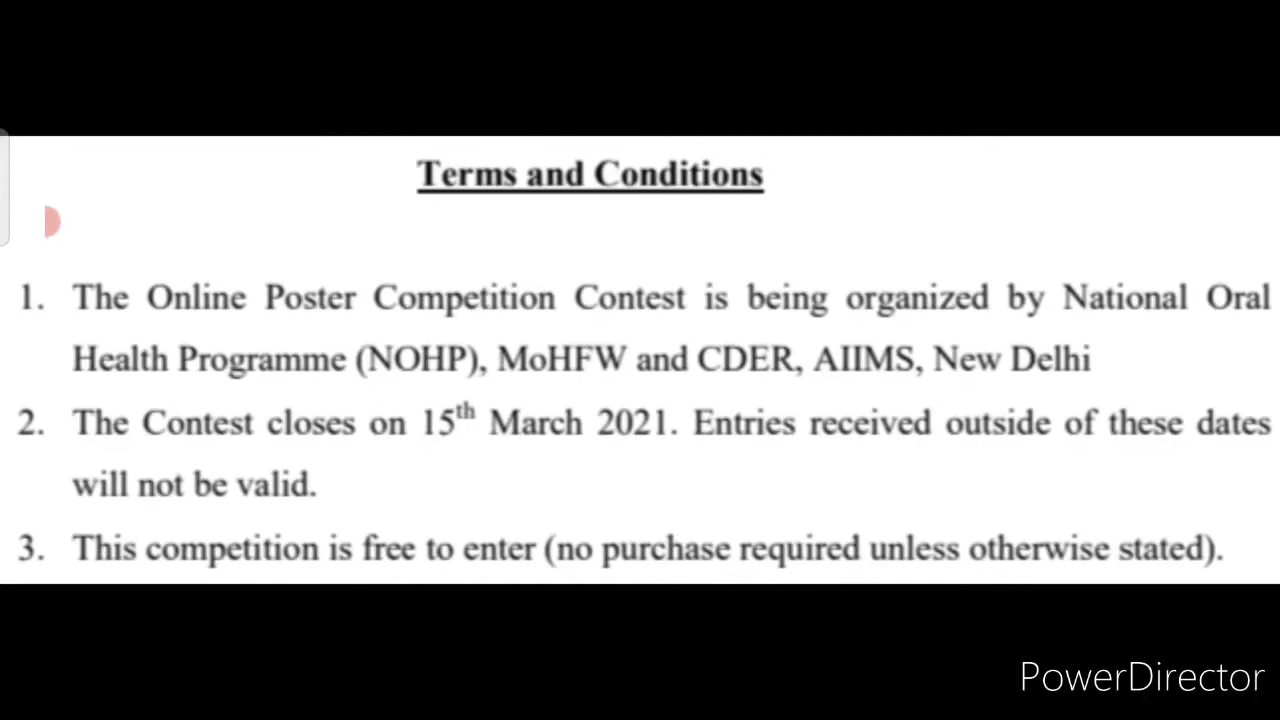 Terms and Conditions
1. The Online Poster Competition Contest is being organized by National Oral
Health Programme (NOHP), MoHFW and CDER, AIIMS, New Delhi
2. The Contest closes on 15th March 2021. Entries received outside of these dates
will not be valid.
3. This competition is free to enter (no purchase required unless otherwise stated).
PowerDirector